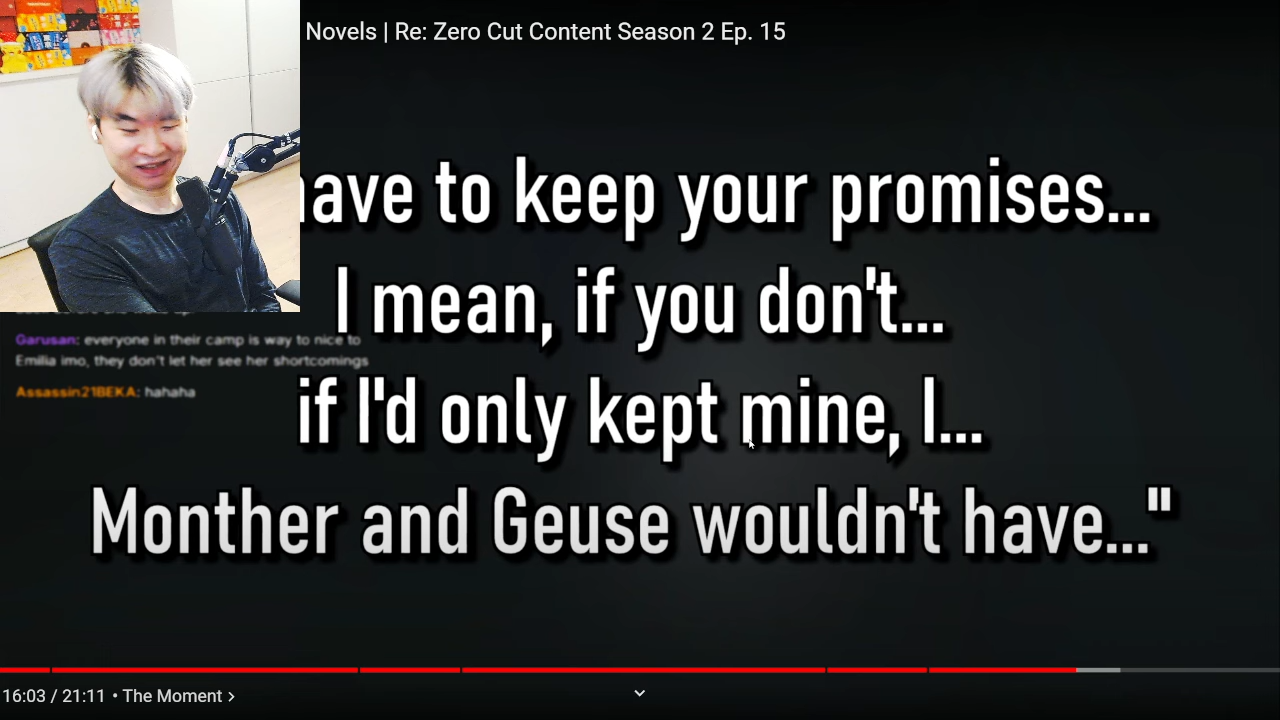 Novels | Re: Zero Cut Content Season 2 Ep. 15
have to keep your promises...
I mean, if you don't...
Garusan: everyone in their camp is way to nice to
Emilia imo, they don't let her see her shortcomings
Assassin21BEKA: hahaha
if I'd only kept mine, I...
Monther and Geuse wouldn't have..."
16:03 / 21:11 • The Moment >